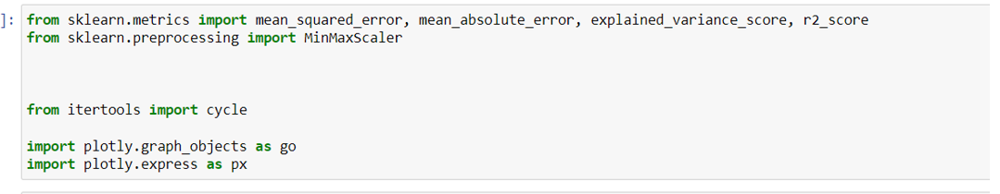 ]:
from sklearn.metrics import mean_squared_error, mean_absolute_error, explained_variance_score, r2_score
from sklearn.preprocessing import MinMaxScaler
from itertools import cycle
import plotly.graph_objects as go
import plotly.express as px